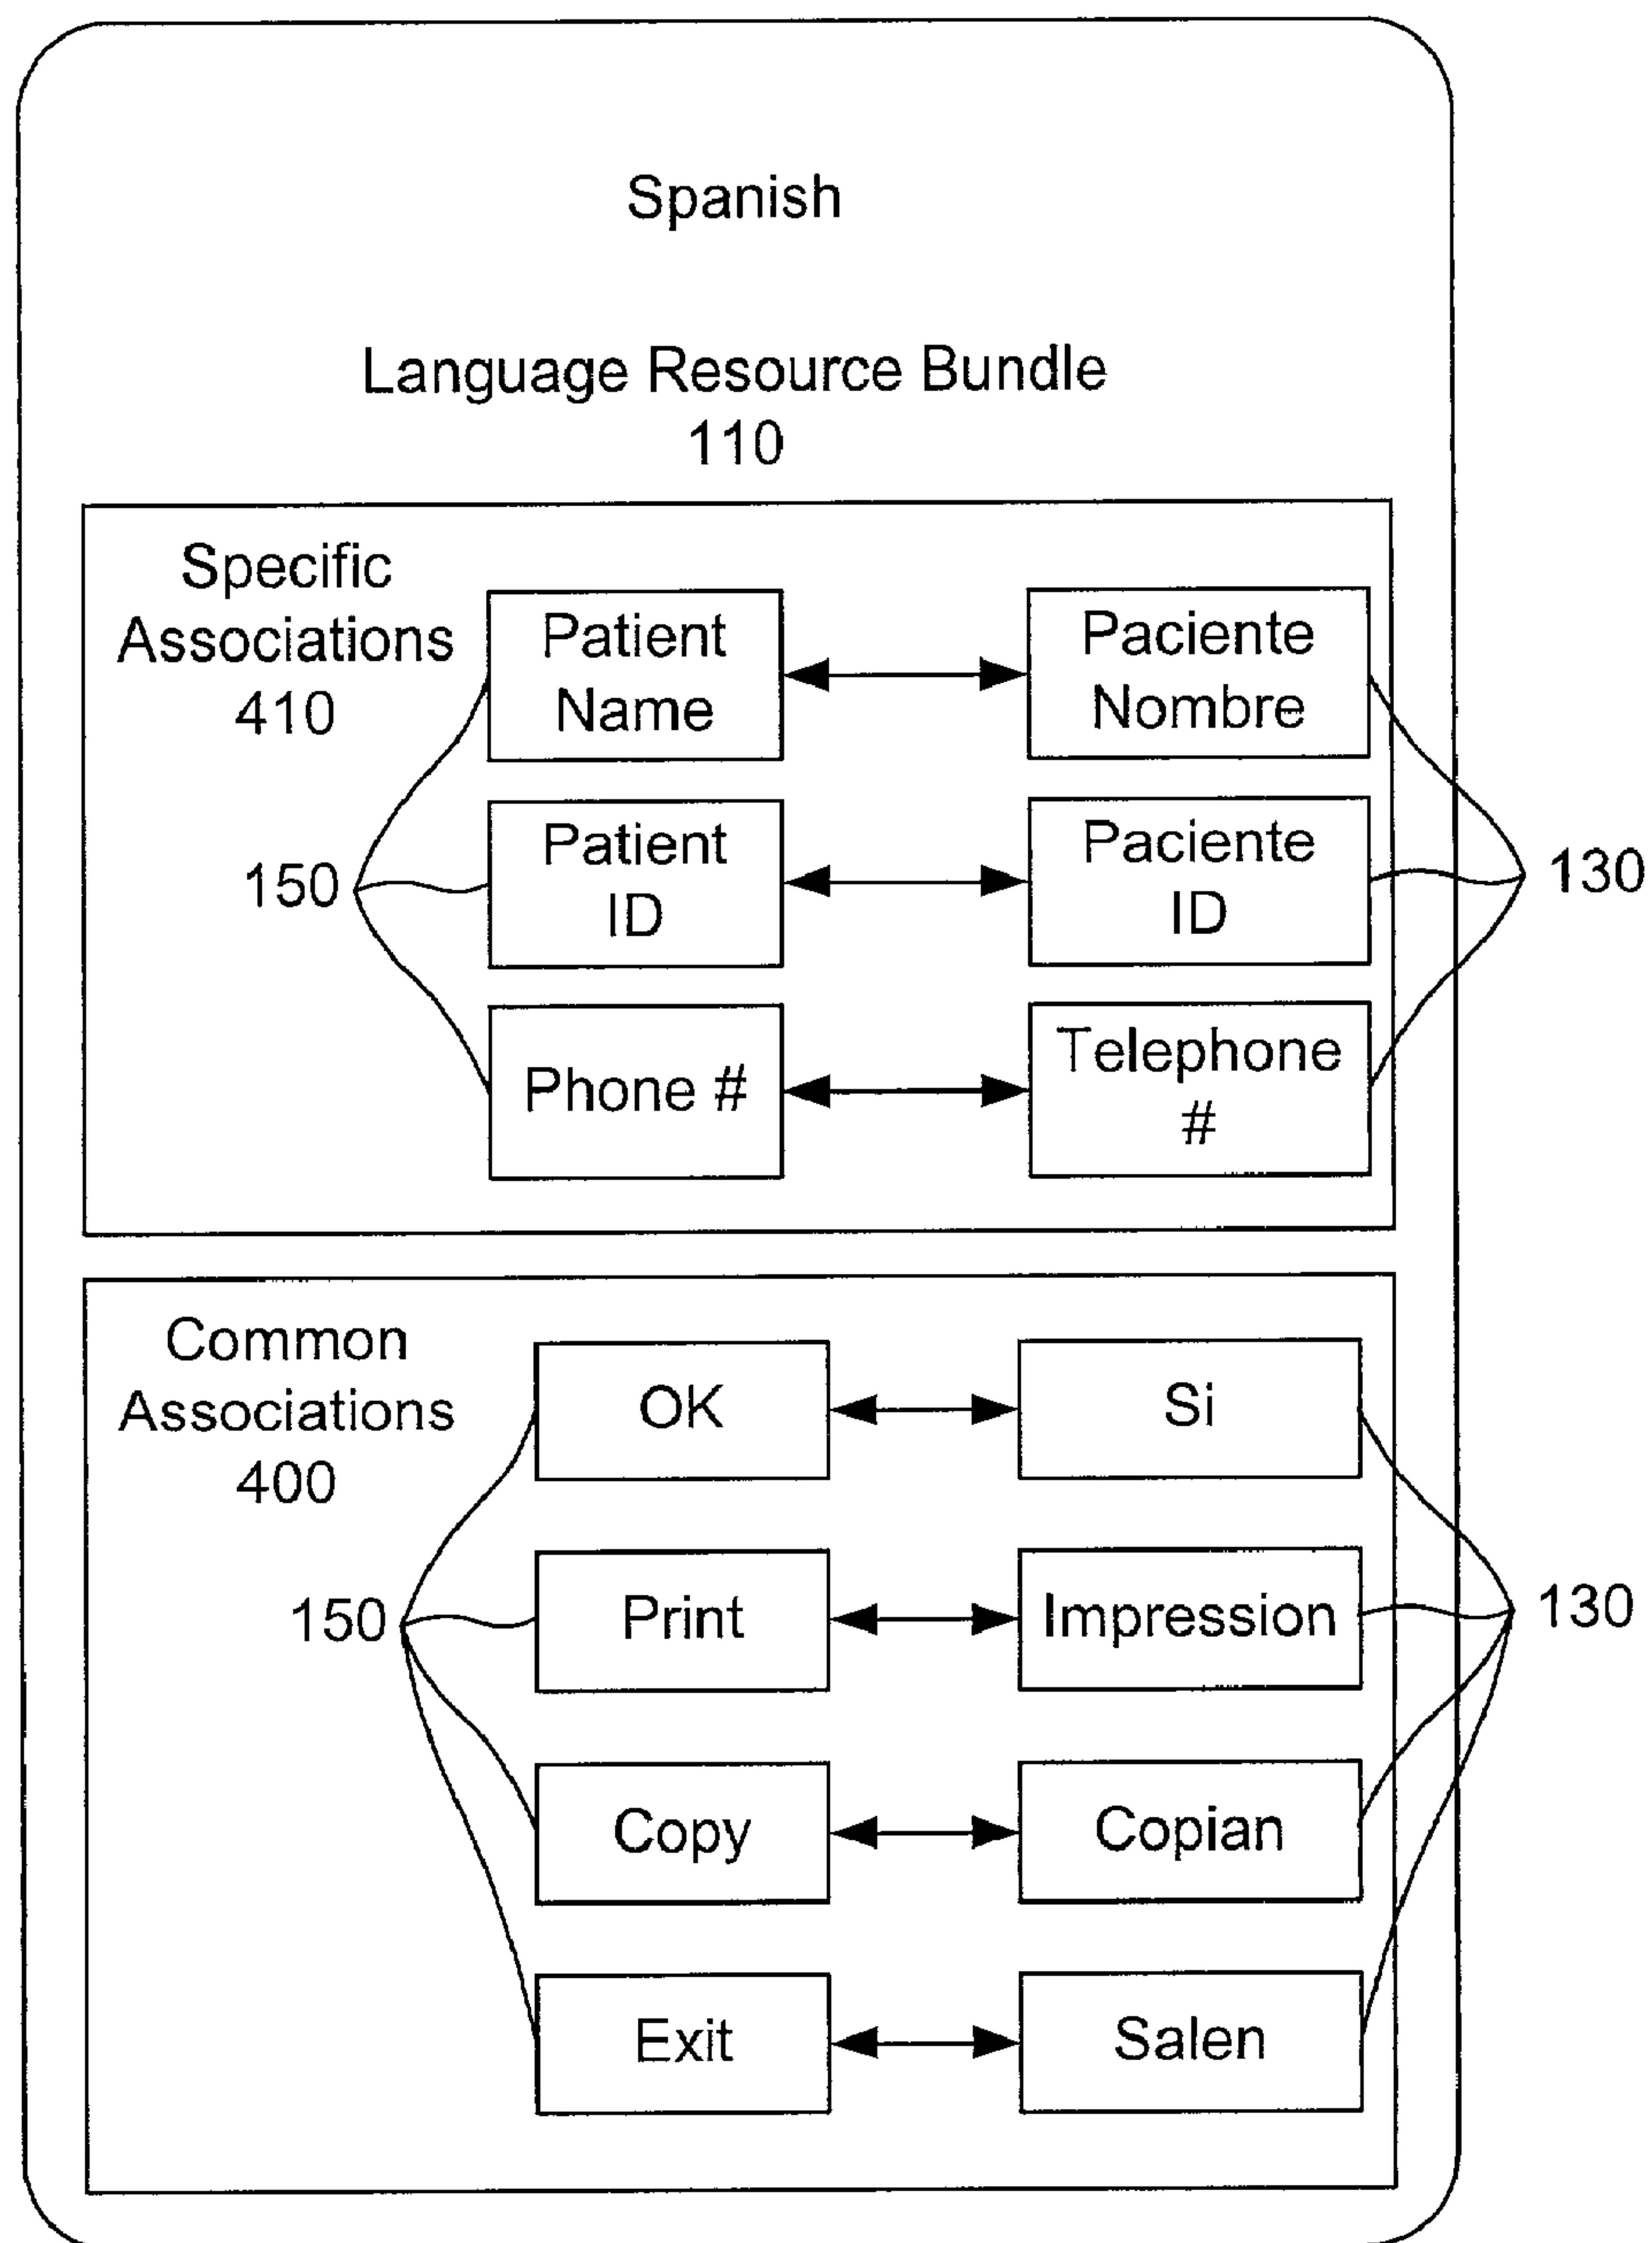 Spanish
Language Resource Bundle
110
Specific
Associations
410
Patient
Name
Paciente
Nombre
150
Patient
ID
Paciente
ID
130
Phone #
Telephone
#
Common
Associations
400
OK
Si
150
Print
Impression
130
Copy
Copian
Exit
Salen